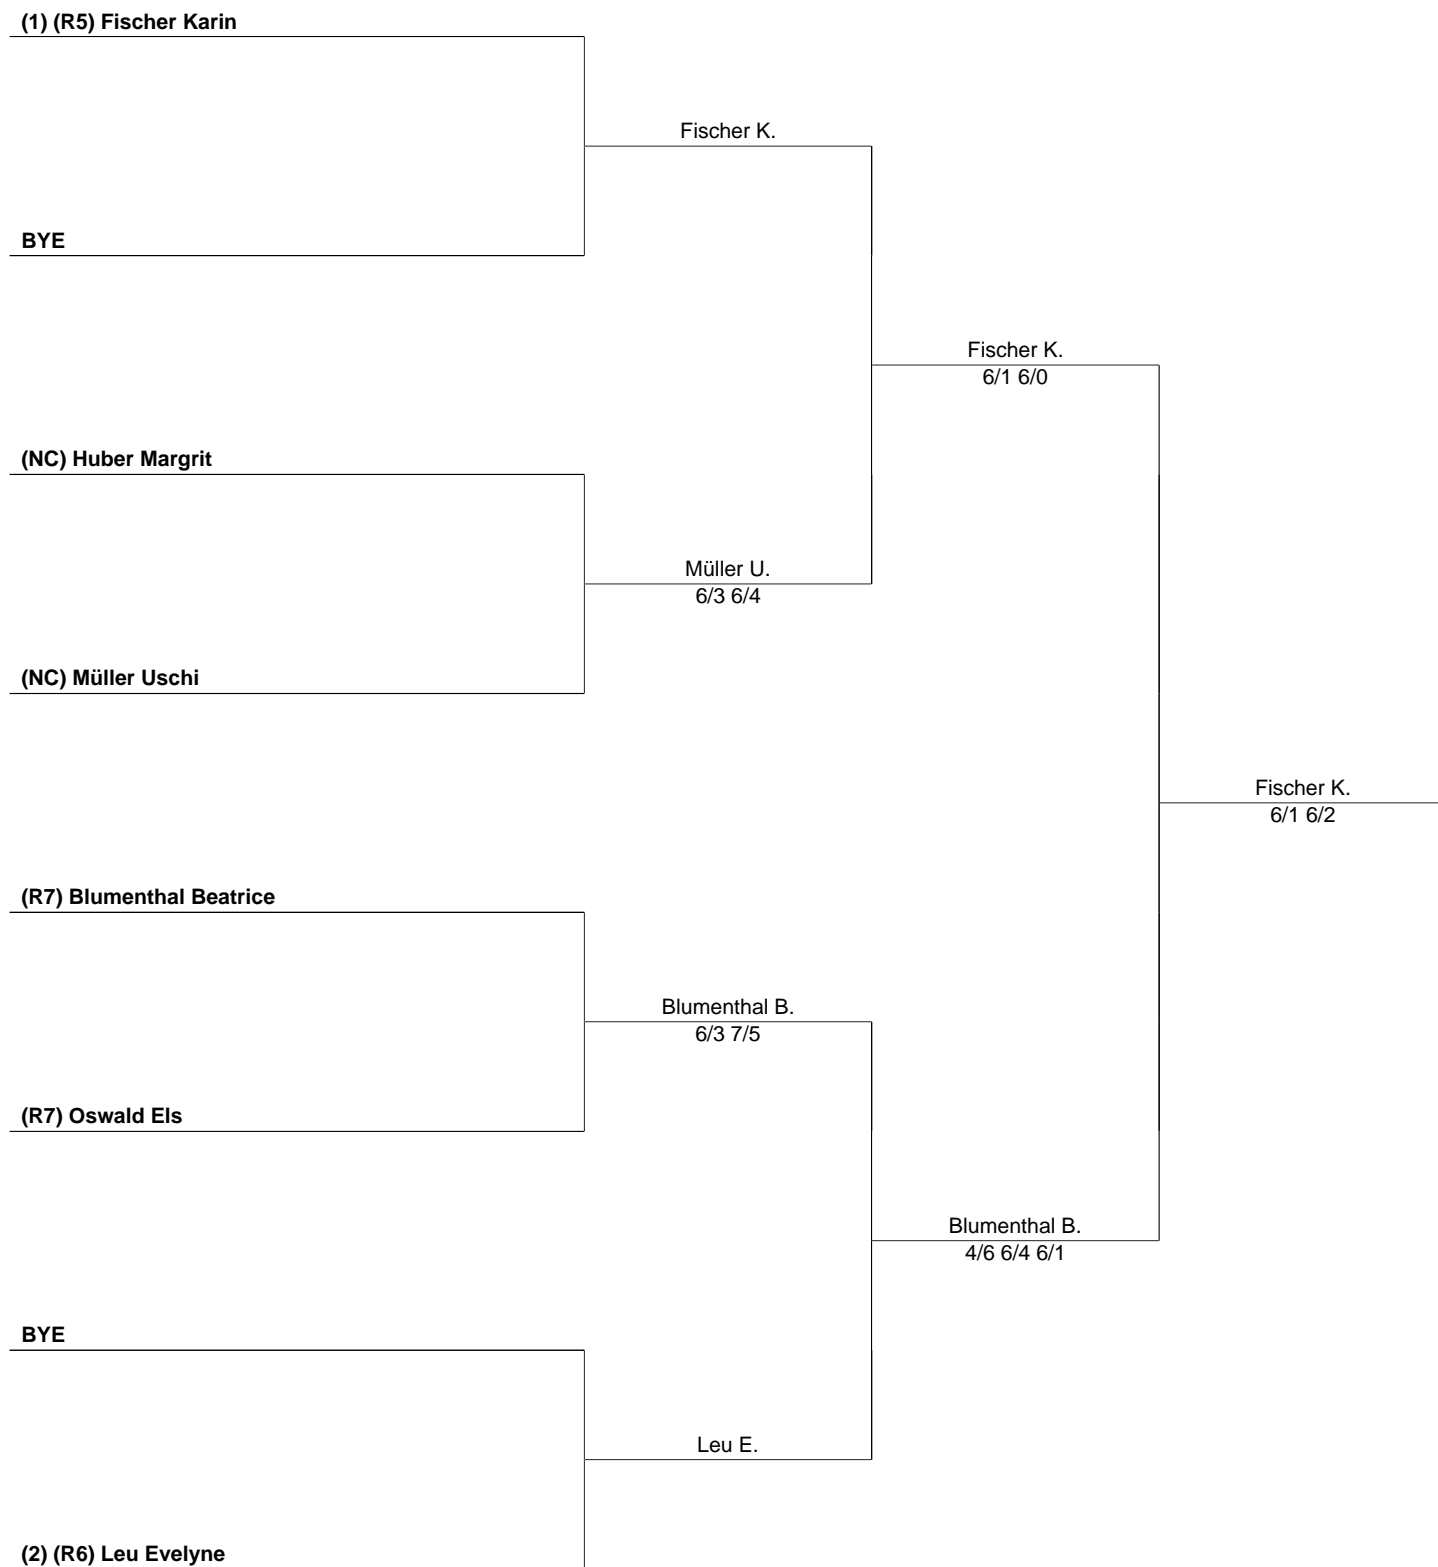 (1) (R5) Fischer Karin
Fischer K.
BYE
Fischer K.
6/1 6/0
(NC) Huber Margrit
Müller U.
6/3 6/4
(NC) Müller Uschi
Fischer K.
6/1 6/2
(R7) Blumenthal Beatrice
Blumenthal B.
6/3 7/5
(R7) Oswald Els
Blumenthal B.
4/6 6/4 6/1
BYE
Leu E.
(2) (R6) Leu Evelyne